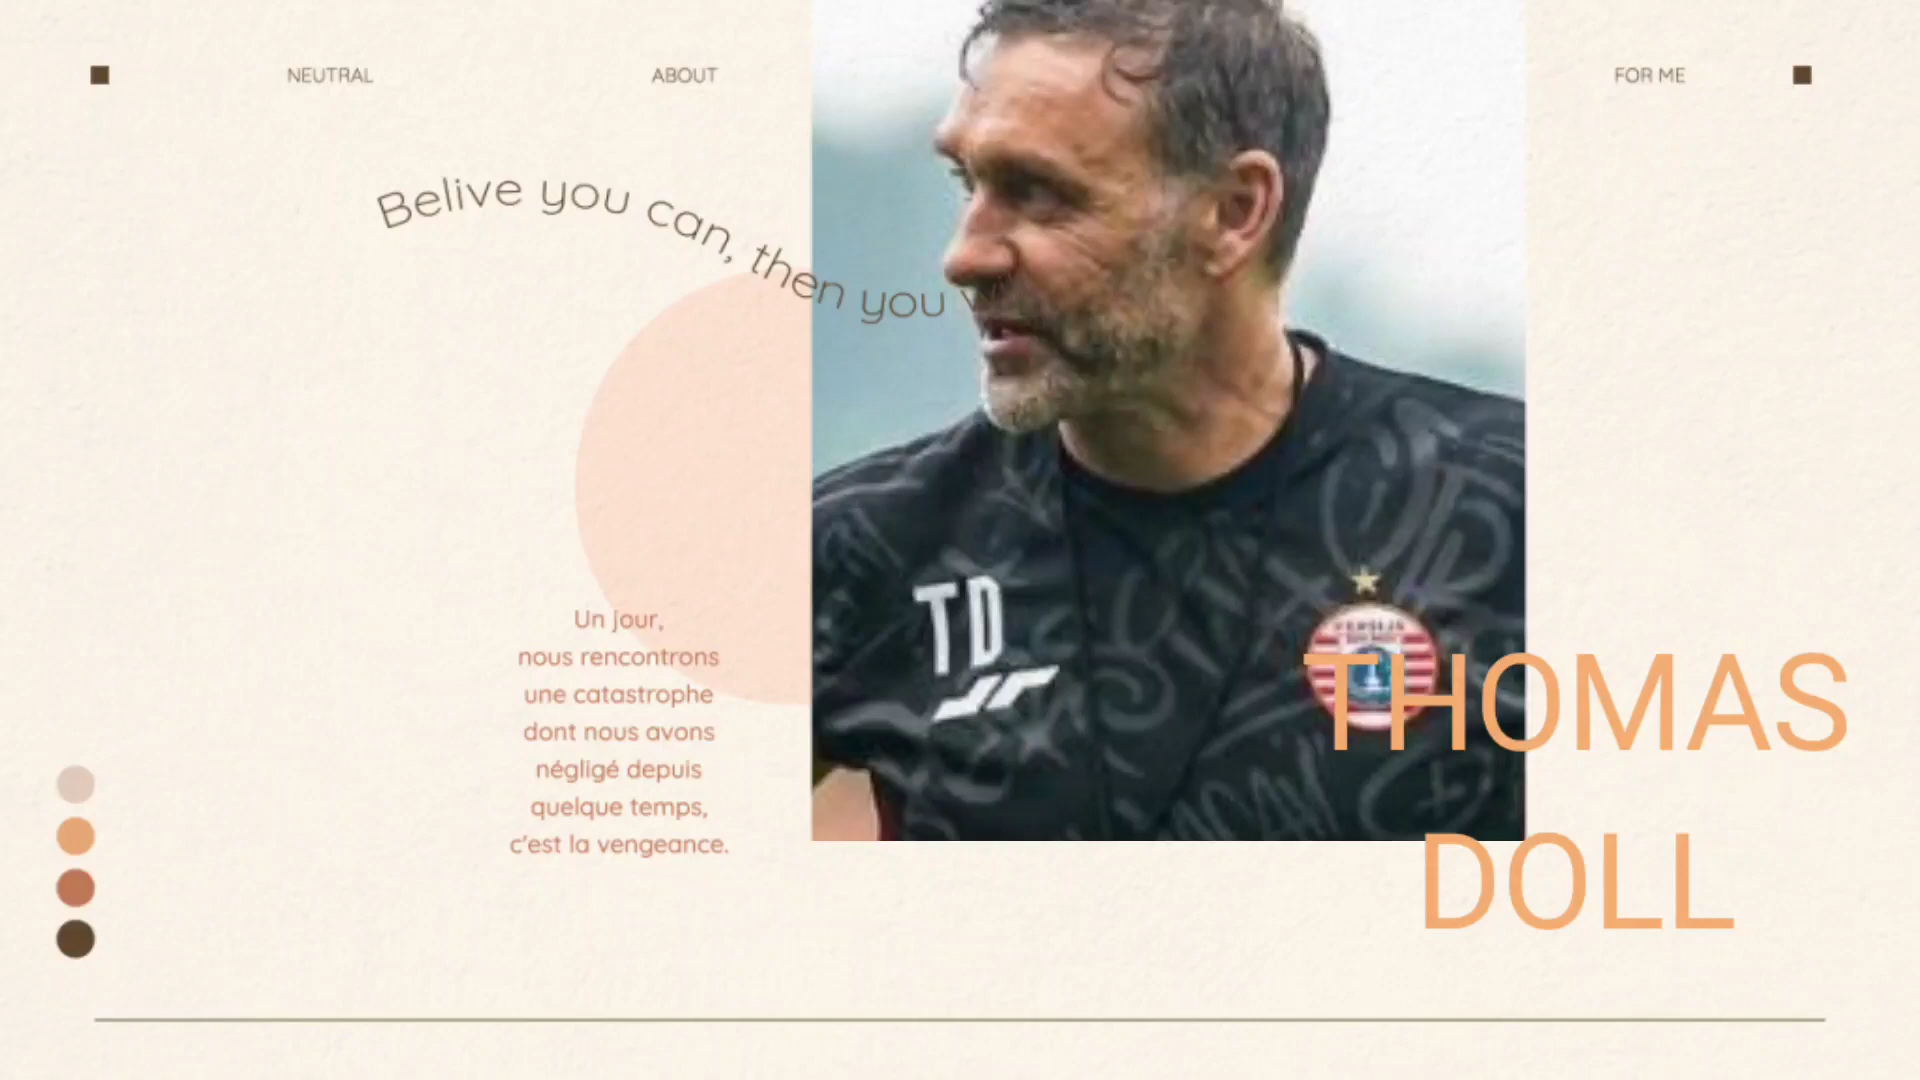 NEUTRAL
ABOUT
FOR ME
Belive you can, then you
Un jour,
nous rencontrons
une catastrophe
dont nous avons
négligé depuis
quelque temps,
c'est la vengeance.
TD
PERSIJA
THOMAS
DOLL